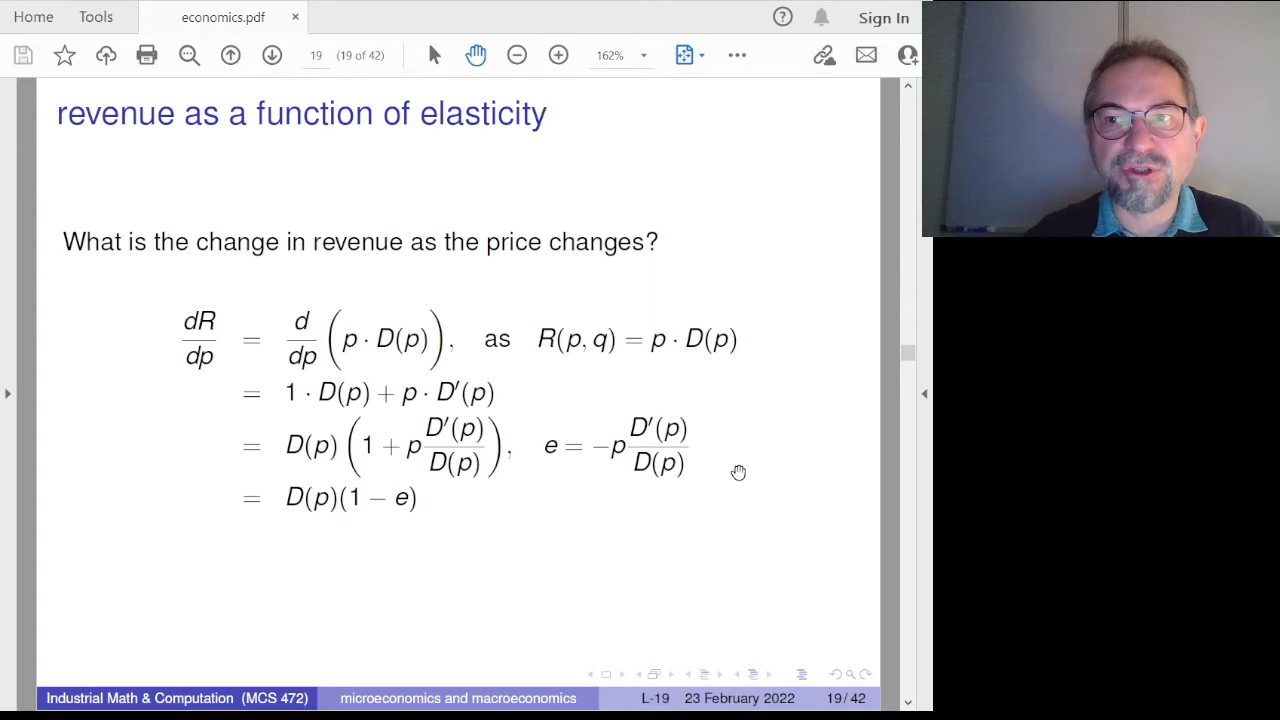 Home Tools economics.pdf × Sign In
19 (19 of 42) 162%
revenue as a function of elasticity
What is the change in revenue as the price changes?
dR/dp = d/dp (p · D(p)), as R(p, q) = p · D(p)
= 1 · D(p) + p · D′(p)
= D(p) (1 + p D′(p)/D(p)), e = −p D′(p)/D(p)
= D(p)(1 − e)
Industrial Math & Computation (MCS 472) microeconomics and macroeconomics L-19 23 February 2022 19 / 42